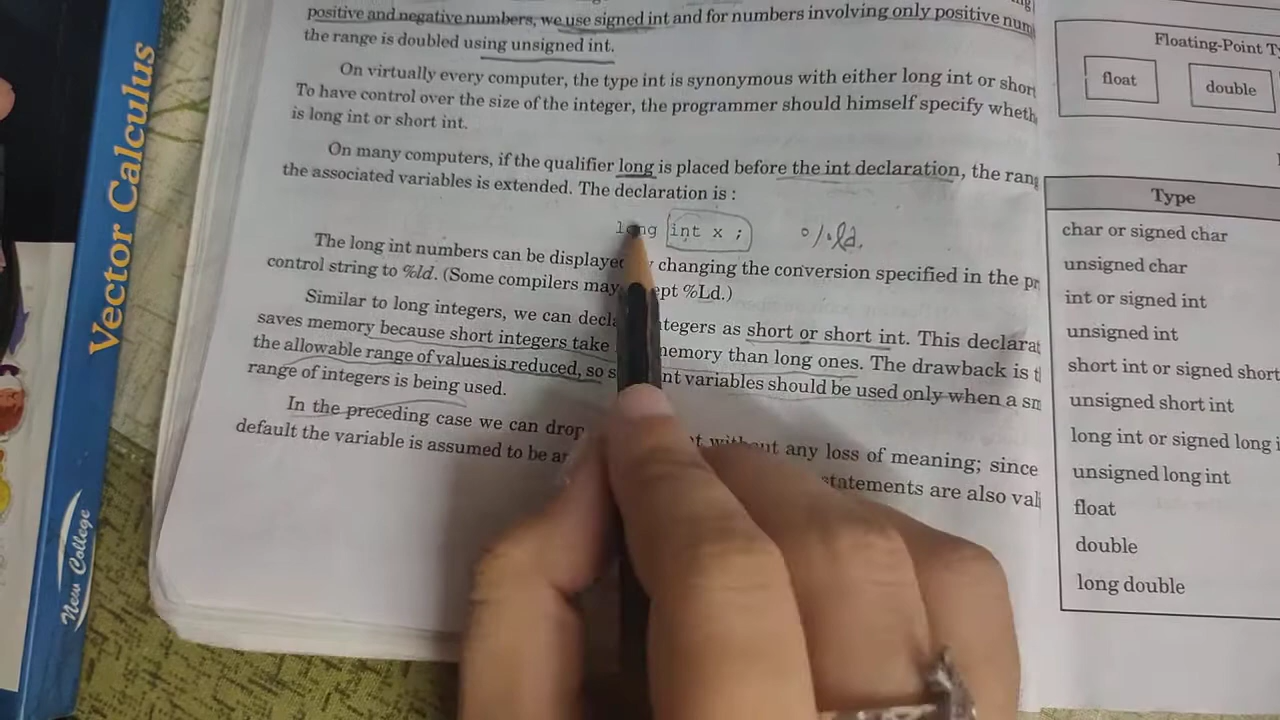 positive and negative numbers, we use signed int and for numbers involving only positive num
the range is doubled using unsigned int.
On virtually every computer, the type int is synonymous with either long int or short
To have control over the size of the integer, the programmer should himself specify wheth
is long int or short int.
On many computers, if the qualifier long is placed before the int declaration, the rang
the associated variables is extended. The declaration is :
long int x ; %ld.
The long int numbers can be displayed changing the conversion specified in the pr
control string to %ld. (Some compilers may ept %Ld.)
Similar to long integers, we can decla tegers as short or short int. This declarat
saves memory because short integers take memory than long ones. The drawback is t
the allowable range of values is reduced, so s nt variables should be used only when a sm
range of integers is being used.
In the preceding case we can drop t without any loss of meaning; since
default the variable is assumed to be an statements are also vali
Floating-Point Ty
float double
Type
char or signed char
unsigned char
int or signed int
unsigned int
short int or signed short
unsigned short int
long int or signed long i
unsigned long int
float
double
long double
Vector Calculus
New College